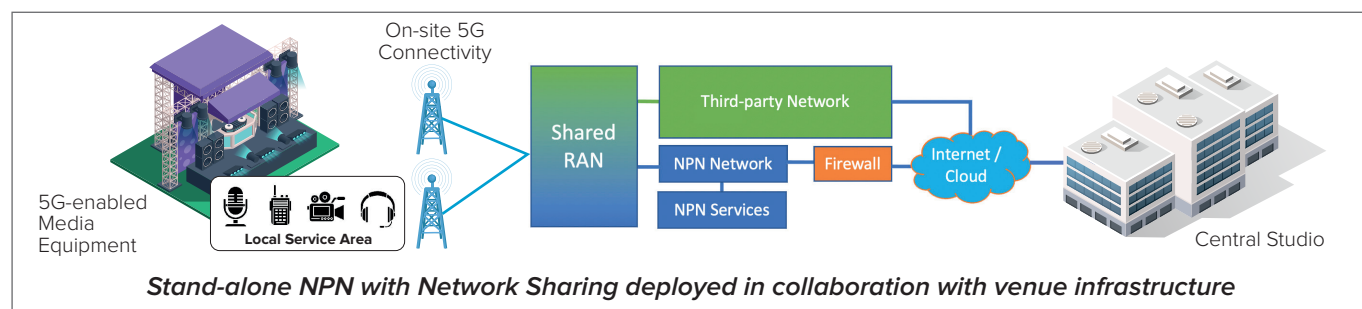 On-site 5G
Connectivity
5G-enabled
Media
Equipment
Local Service Area
Shared
RAN
Third-party Network
NPN Network
Firewall
NPN Services
Internet /
Cloud
Central Studio
Stand-alone NPN with Network Sharing deployed in collaboration with venue infrastructure